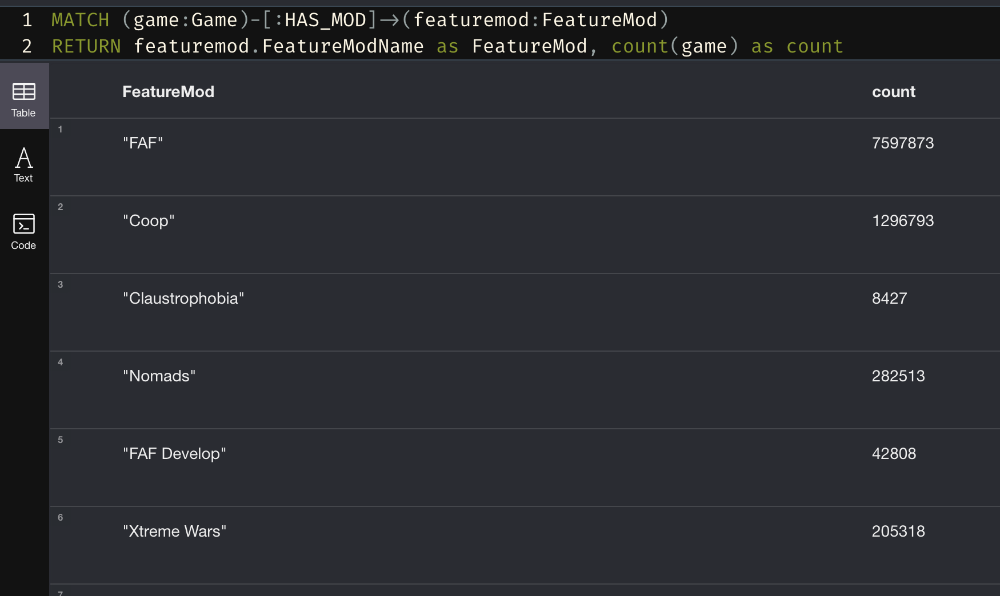 1 MATCH (game:Game)-[:HAS_MOD]→(featuremod:FeatureMod)
2 RETURN featuremod.FeatureModName as FeatureMod, count(game) as count
Table
Text
Code
FeatureMod count
1 "FAF" 7597873
2 "Coop" 1296793
3 "Claustrophobia" 8427
4 "Nomads" 282513
5 "FAF Develop" 42808
6 "Xtreme Wars" 205318
7